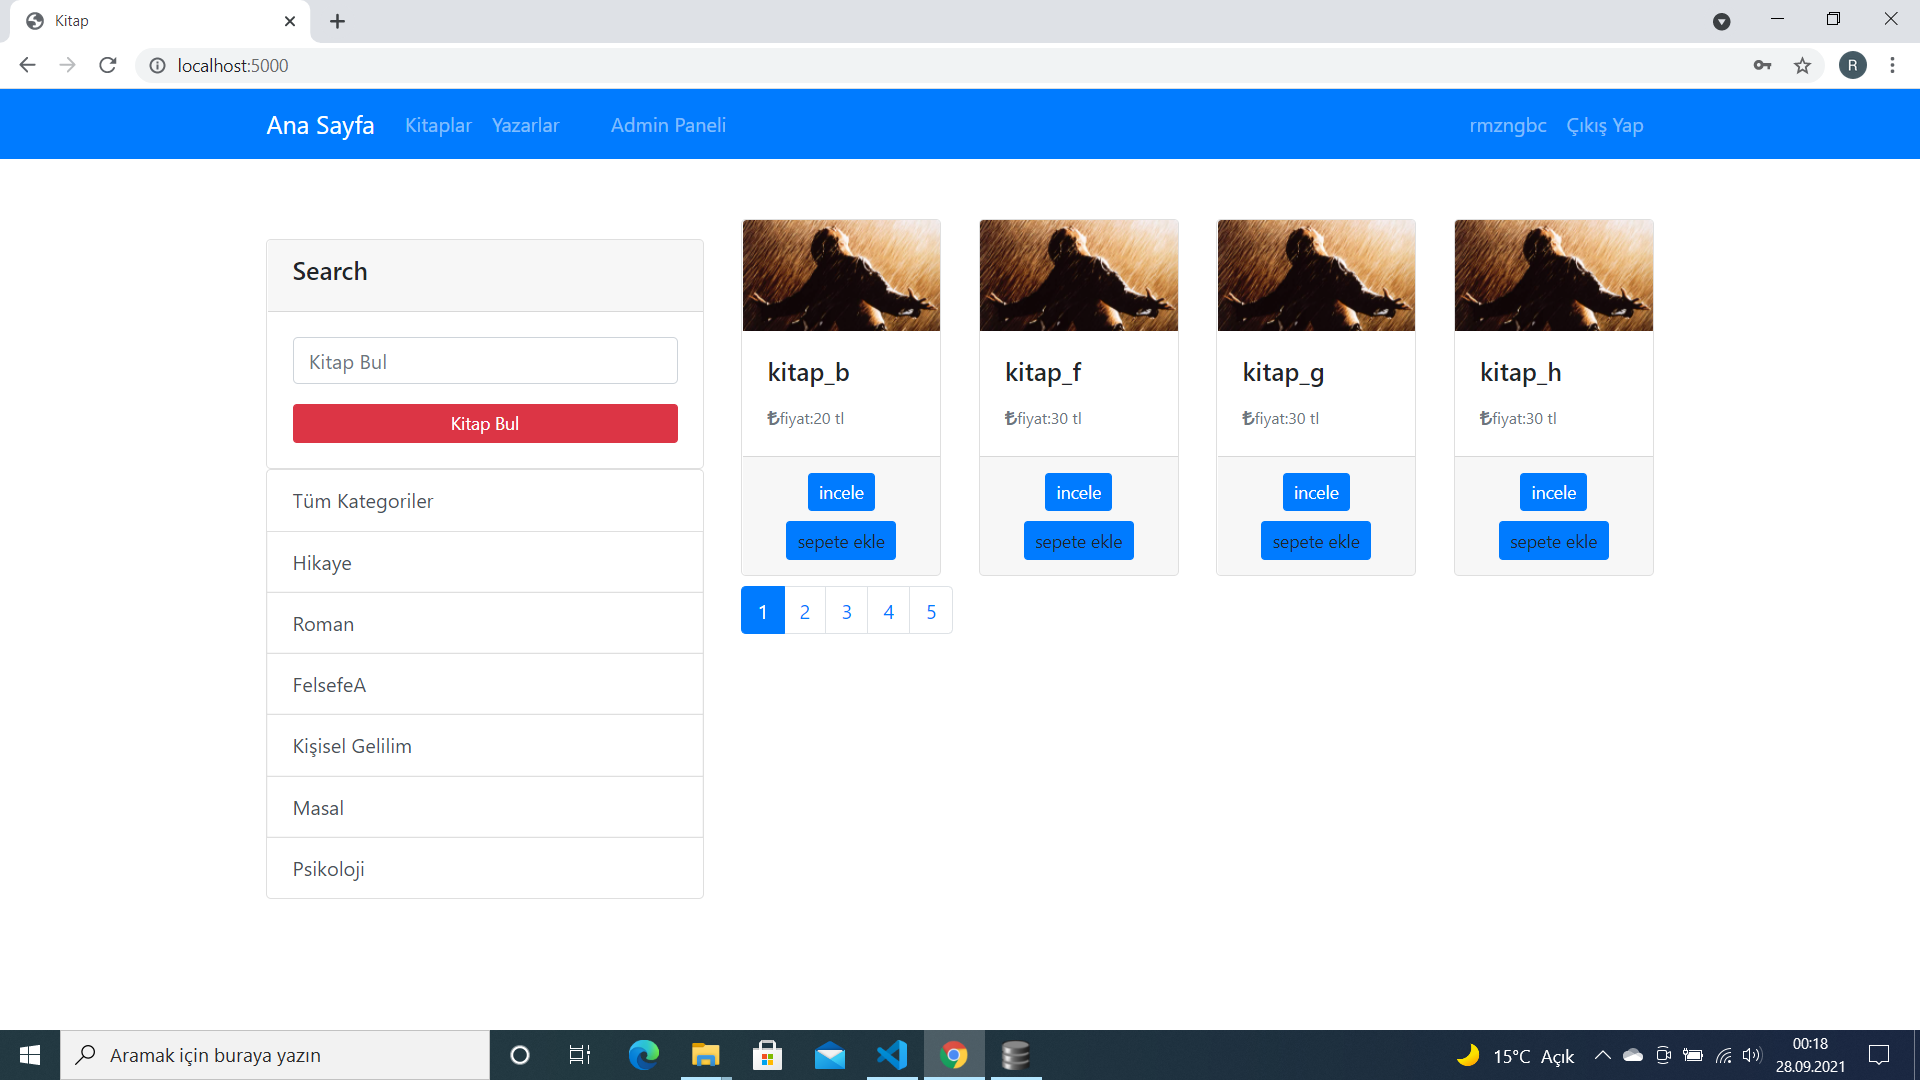 Kitap
localhost:5000
R
Ana Sayfa Kitaplar Yazarlar Admin Paneli rmzngbc Çıkış Yap
Search
Kitap Bul
Kitap Bul
Tüm Kategoriler
Hikaye
Roman
FelsefeA
Kişisel Gelilim
Masal
Psikoloji
kitap_b
₺fiyat:20 tl
incele
sepete ekle
kitap_f
₺fiyat:30 tl
incele
sepete ekle
kitap_g
₺fiyat:30 tl
incele
sepete ekle
kitap_h
₺fiyat:30 tl
incele
sepete ekle
1 2 3 4 5
Aramak için buraya yazın
15°C Açık
00:18
28.09.2021